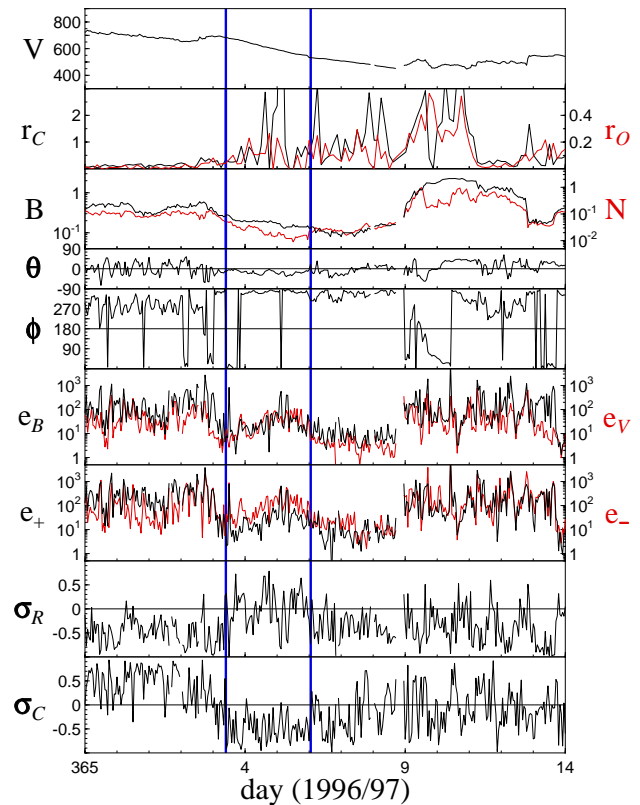 800
V 600
400
r_C 2 0.4 r_O
1 0.2
B 1 1 N
10^-1
10^-1 10^-2
90
θ 0
-90
270
ϕ 180
90
10^3 10^3
e_B 10^2 10^2 e_V
10 10
1 1
10^3 10^3
e_+ 10^2 10^2 e_−
10 10
1 1
0.5
σ_R 0
-0.5
0.5
σ_C 0
-0.5
365 4 9 14
day (1996/97)